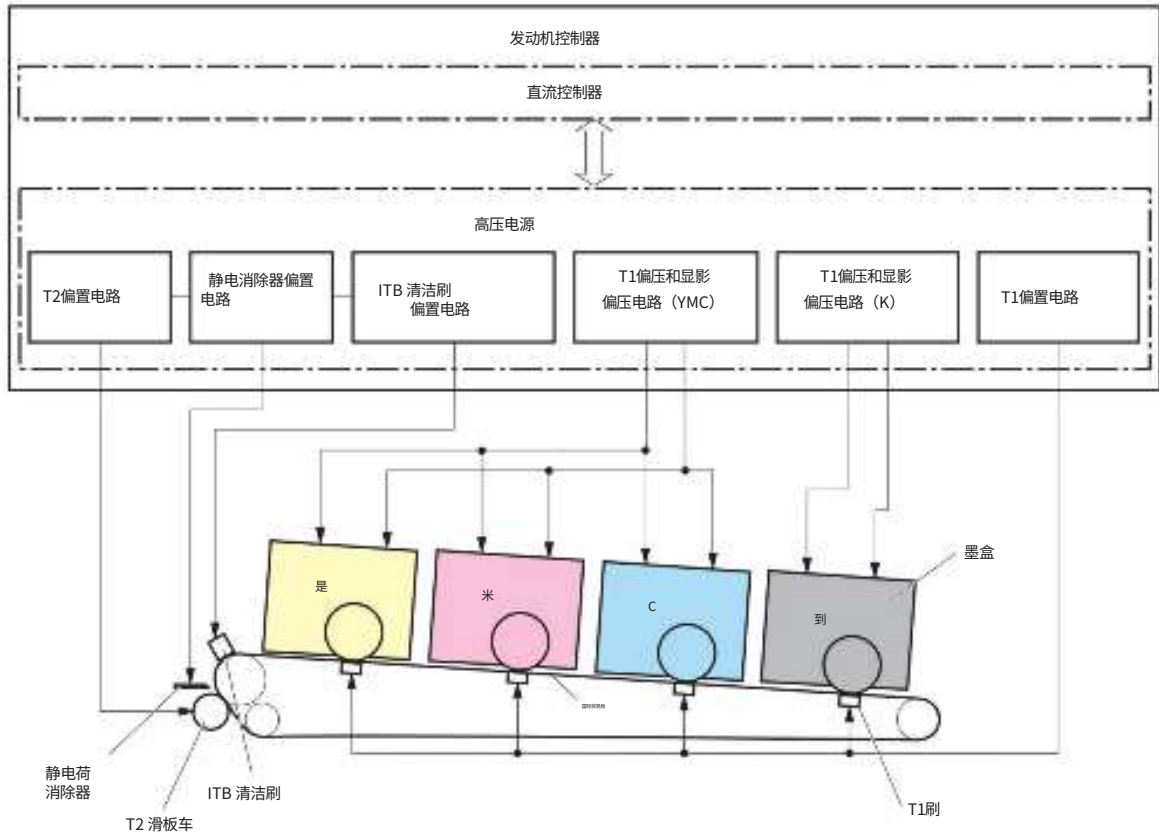 发动机控制器
直流控制器
高压电源
T2偏置电路
静电消除器偏置
电路
ITB 清洁刷
偏置电路
T1偏压和显影
偏压电路（YMC）
T1偏压和显影
偏压电路（K）
T1偏置电路
墨盒
是
米
C
到
静电荷
消除器
ITB 清洁刷
T2 滑板车
T1刷